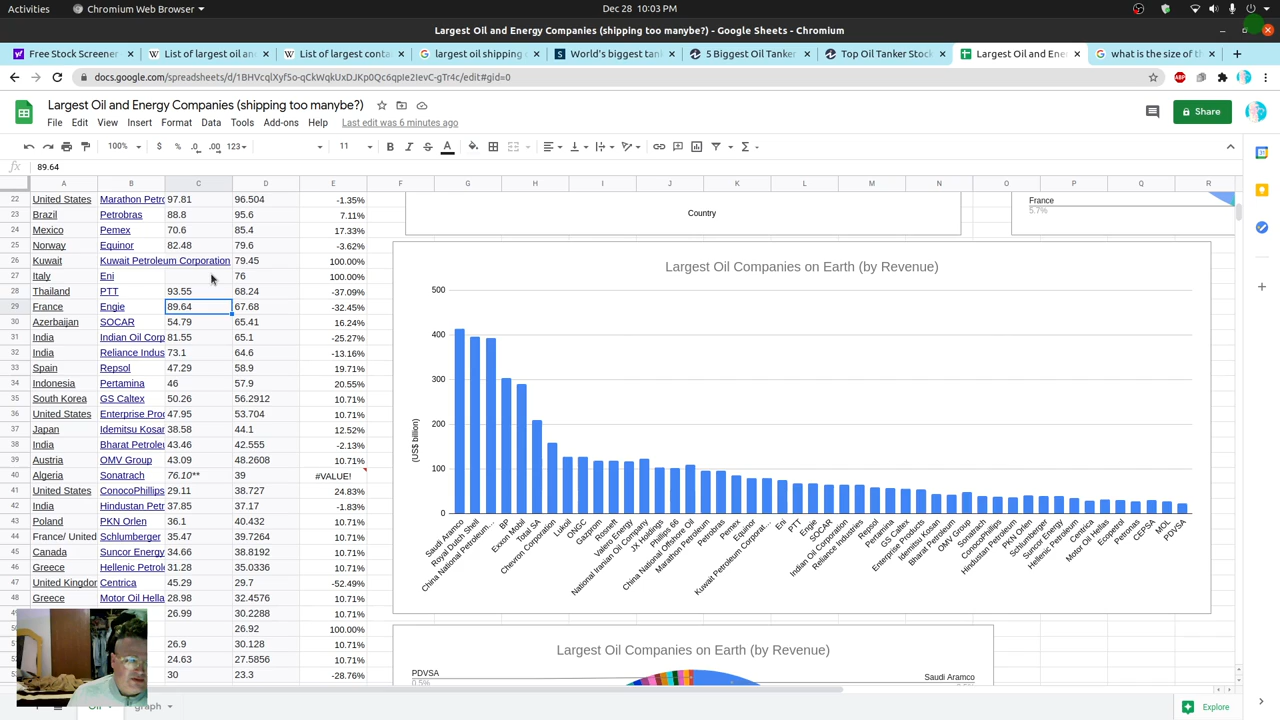 Activities Chromium Web Browser Dec 28 10:03 PM
Largest Oil and Energy Companies (shipping too manybe?) - Google Sheets - Chromium
Free Stock Screener List of largest oil an List of largest conta largest oil shipping World's biggest tan 5 Biggest Oil Tanker Top Oil Tanker Stock Largest Oil and Ene what is the size of th
docs.google.com/spreadsheets/d/1BHVcqlXyf5o-qCkWqkUxDJKp0Qc6qpIe2IevC-gTr4c/edit#gid=0
Largest Oil and Energy Companies (shipping too manybe?)
File Edit View Insert Format Data Tools Add-ons Help Last edit was 6 minutes ago
Share
100% $ % .0 .00 123 11 B I S A
fx 89.64
A B C D E F G H I J K L M N O P Q R
22 United States Marathon Petro 97.81 96.504 -1.35%
23 Brazil Petrobras 88.8 95.6 7.11%
24 Mexico Pemex 70.6 85.4 17.33%
25 Norway Equinor 82.48 79.6 -3.62%
26 Kuwait Kuwait Petroleum Corporation 79.45 100.00%
27 Italy Eni 76 100.00%
28 Thailand PTT 93.55 68.24 -37.09%
29 France Engie 89.64 67.68 -32.45%
30 Azerbaijan SOCAR 54.79 65.41 16.24%
31 India Indian Oil Corp 81.55 65.1 -25.27%
32 India Reliance Indus 73.1 64.6 -13.16%
33 Spain Repsol 47.29 58.9 19.71%
34 Indonesia Pertamina 46 57.9 20.55%
35 South Korea GS Caltex 50.26 56.2912 10.71%
36 United States Enterprise Pro 47.95 53.704 10.71%
37 Japan Idemitsu Kosan 38.58 44.1 12.52%
38 India Bharat Petrole 43.46 42.555 -2.13%
39 Austria OMV Group 43.09 48.2608 10.71%
40 Algeria Sonatrach 76.10** 39 #VALUE!
41 United States ConocoPhillips 29.11 38.727 24.83%
42 India Hindustan Pet 37.85 37.17 -1.83%
43 Poland PKN Orlen 36.1 40.432 10.71%
44 France/ United Schlumberger 35.47 39.7264 10.71%
45 Canada Suncor Energy 34.66 38.8192 10.71%
46 Greece Hellenic Petrol 31.28 35.0336 10.71%
47 United Kingdor Centrica 45.29 29.7 -52.49%
48 Greece Motor Oil Hella 28.98 32.4576 10.71%
26.99 30.2288 10.71%
26.92 100.00%
26.9 30.128 10.71%
24.63 27.5856 10.71%
30 23.3 -28.76%
Country
France
5.7%
Largest Oil Companies on Earth (by Revenue)
(US$ billion)
500
400
300
200
100
0
Saudi Aramco
Royal Dutch Shell
China National Petroleum...
BP
Exxon Mobil
Total SA
Chevron Corporation
Lukoil
ONGC
Gazprom
Rosneft
Valero Energy
National Iranian Oil Company
JX Holdings
Phillips 66
China National Offshore Oil
Marathon Petroleum
Petrobras
Pemex
Equinor
Kuwait Petroleum Corporat...
Eni
PTT
Engie
SOCAR
Indian Oil Corporation
Reliance Industries
Repsol
Pertamina
GS Caltex
Enterprise Products
Idemitsu Kosan
Bharat Petroleum
OMV Group
Sonatrach
ConocoPhillips
Hindustan Petroleum
PKN Orlen
Schlumberger
Suncor Energy
Hellenic Petroleum
Centrica
Motor Oil Hellas
Ecopetrol
Petronas
CEPSA
MOL
PDVSA
Largest Oil Companies on Earth (by Revenue)
PDVSA
0.5%
Saudi Aramco
graph
Explore